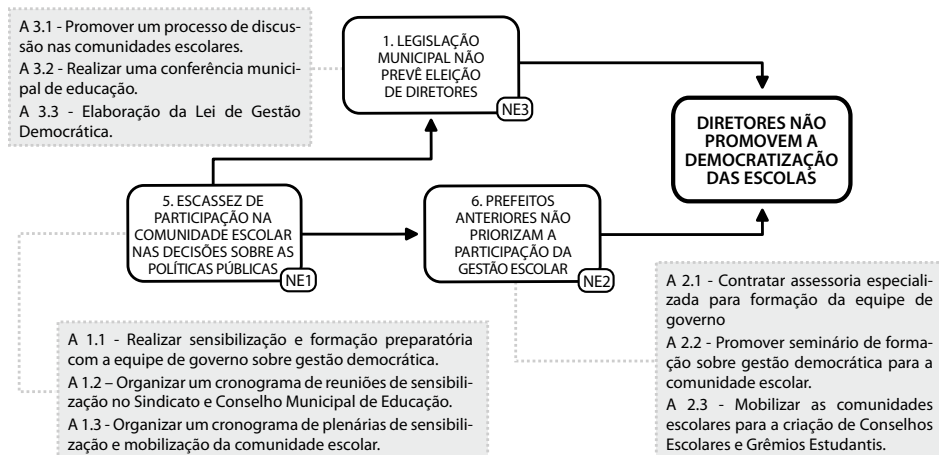 A 3.1 - Promover um processo de discus-
são nas comunidades escolares.
A 3.2 - Realizar uma conferência munici-
pal de educação.
A 3.3 - Elaboração da Lei de Gestão
Democrática.
1. LEGISLAÇÃO
MUNICIPAL NÃO
PREVÊ ELEIÇÃO
DE DIRETORES
NE3
DIRETORES NÃO
PROMOVEM A
DEMOCRATIZAÇÃO
DAS ESCOLAS
5. ESCASSEZ DE
PARTICIPAÇÃO NA
COMUNIDADE ESCOLAR
NAS DECISÕES SOBRE AS
POLÍTICAS PÚBLICAS
NE1
6. PREFEITOS
ANTERIORES NÃO
PRIORIZAM A
PARTICIPAÇÃO DA
GESTÃO ESCOLAR
NE2
A 1.1 - Realizar sensibilização e formação preparatória
com a equipe de governo sobre gestão democrática.
A 1.2 – Organizar um cronograma de reuniões de sensibili-
zação no Sindicato e Conselho Municipal de Educação.
A 1.3 - Organizar um cronograma de plenárias de sensibili-
zação e mobilização da comunidade escolar.
A 2.1 - Contratar assessoria especiali-
zada para formação da equipe de
governo
A 2.2 - Promover seminário de forma-
ção sobre gestão democrática para a
comunidade escolar.
A 2.3 - Mobilizar as comunidades
escolares para a criação de Conselhos
Escolares e Grêmios Estudantis.